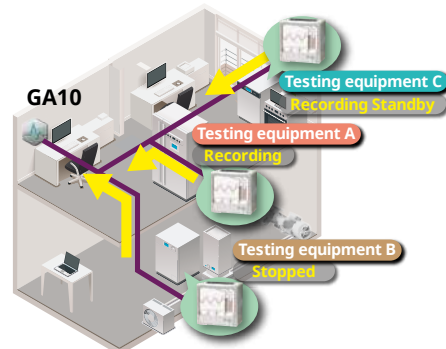 Testing equipment C
Recording Standby
GA10
Testing equipment A
Recording
Testing equipment B
Stopped